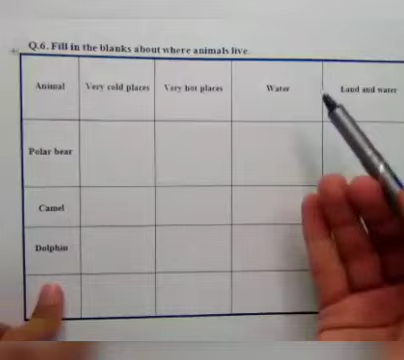 Q.6. Fill in the blanks about where animals live.
Animal Very cold places Very hot places Water Land and water
Polar bear
Camel
Dolphin